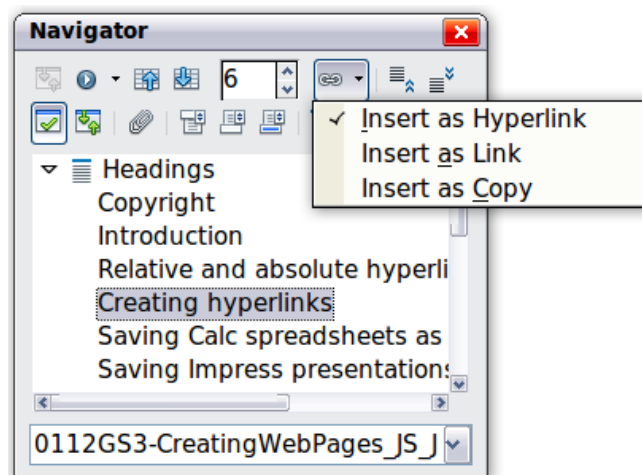 Navigator
6
Insert as Hyperlink
Insert as Link
Insert as Copy
Headings
Copyright
Introduction
Relative and absolute hyperli
Creating hyperlinks
Saving Calc spreadsheets as
Saving Impress presentations
0112GS3-CreatingWebPages_JS_J